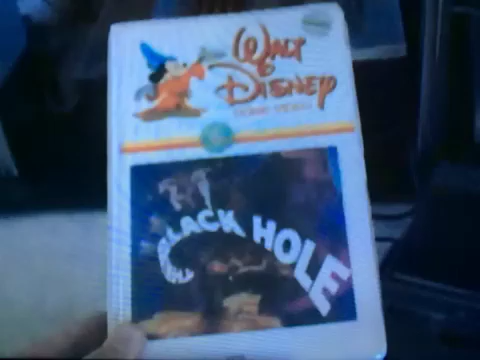 Walt
Disney
HOME VIDEO
THE
BLACK HOLE